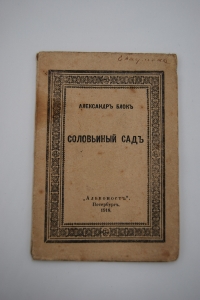 АЛЕКСАНДРЪ БЛОКЪ
СОЛОВЬИНЫЙ САДЪ
„Алконостъ“.
Петербургъ.
1918.